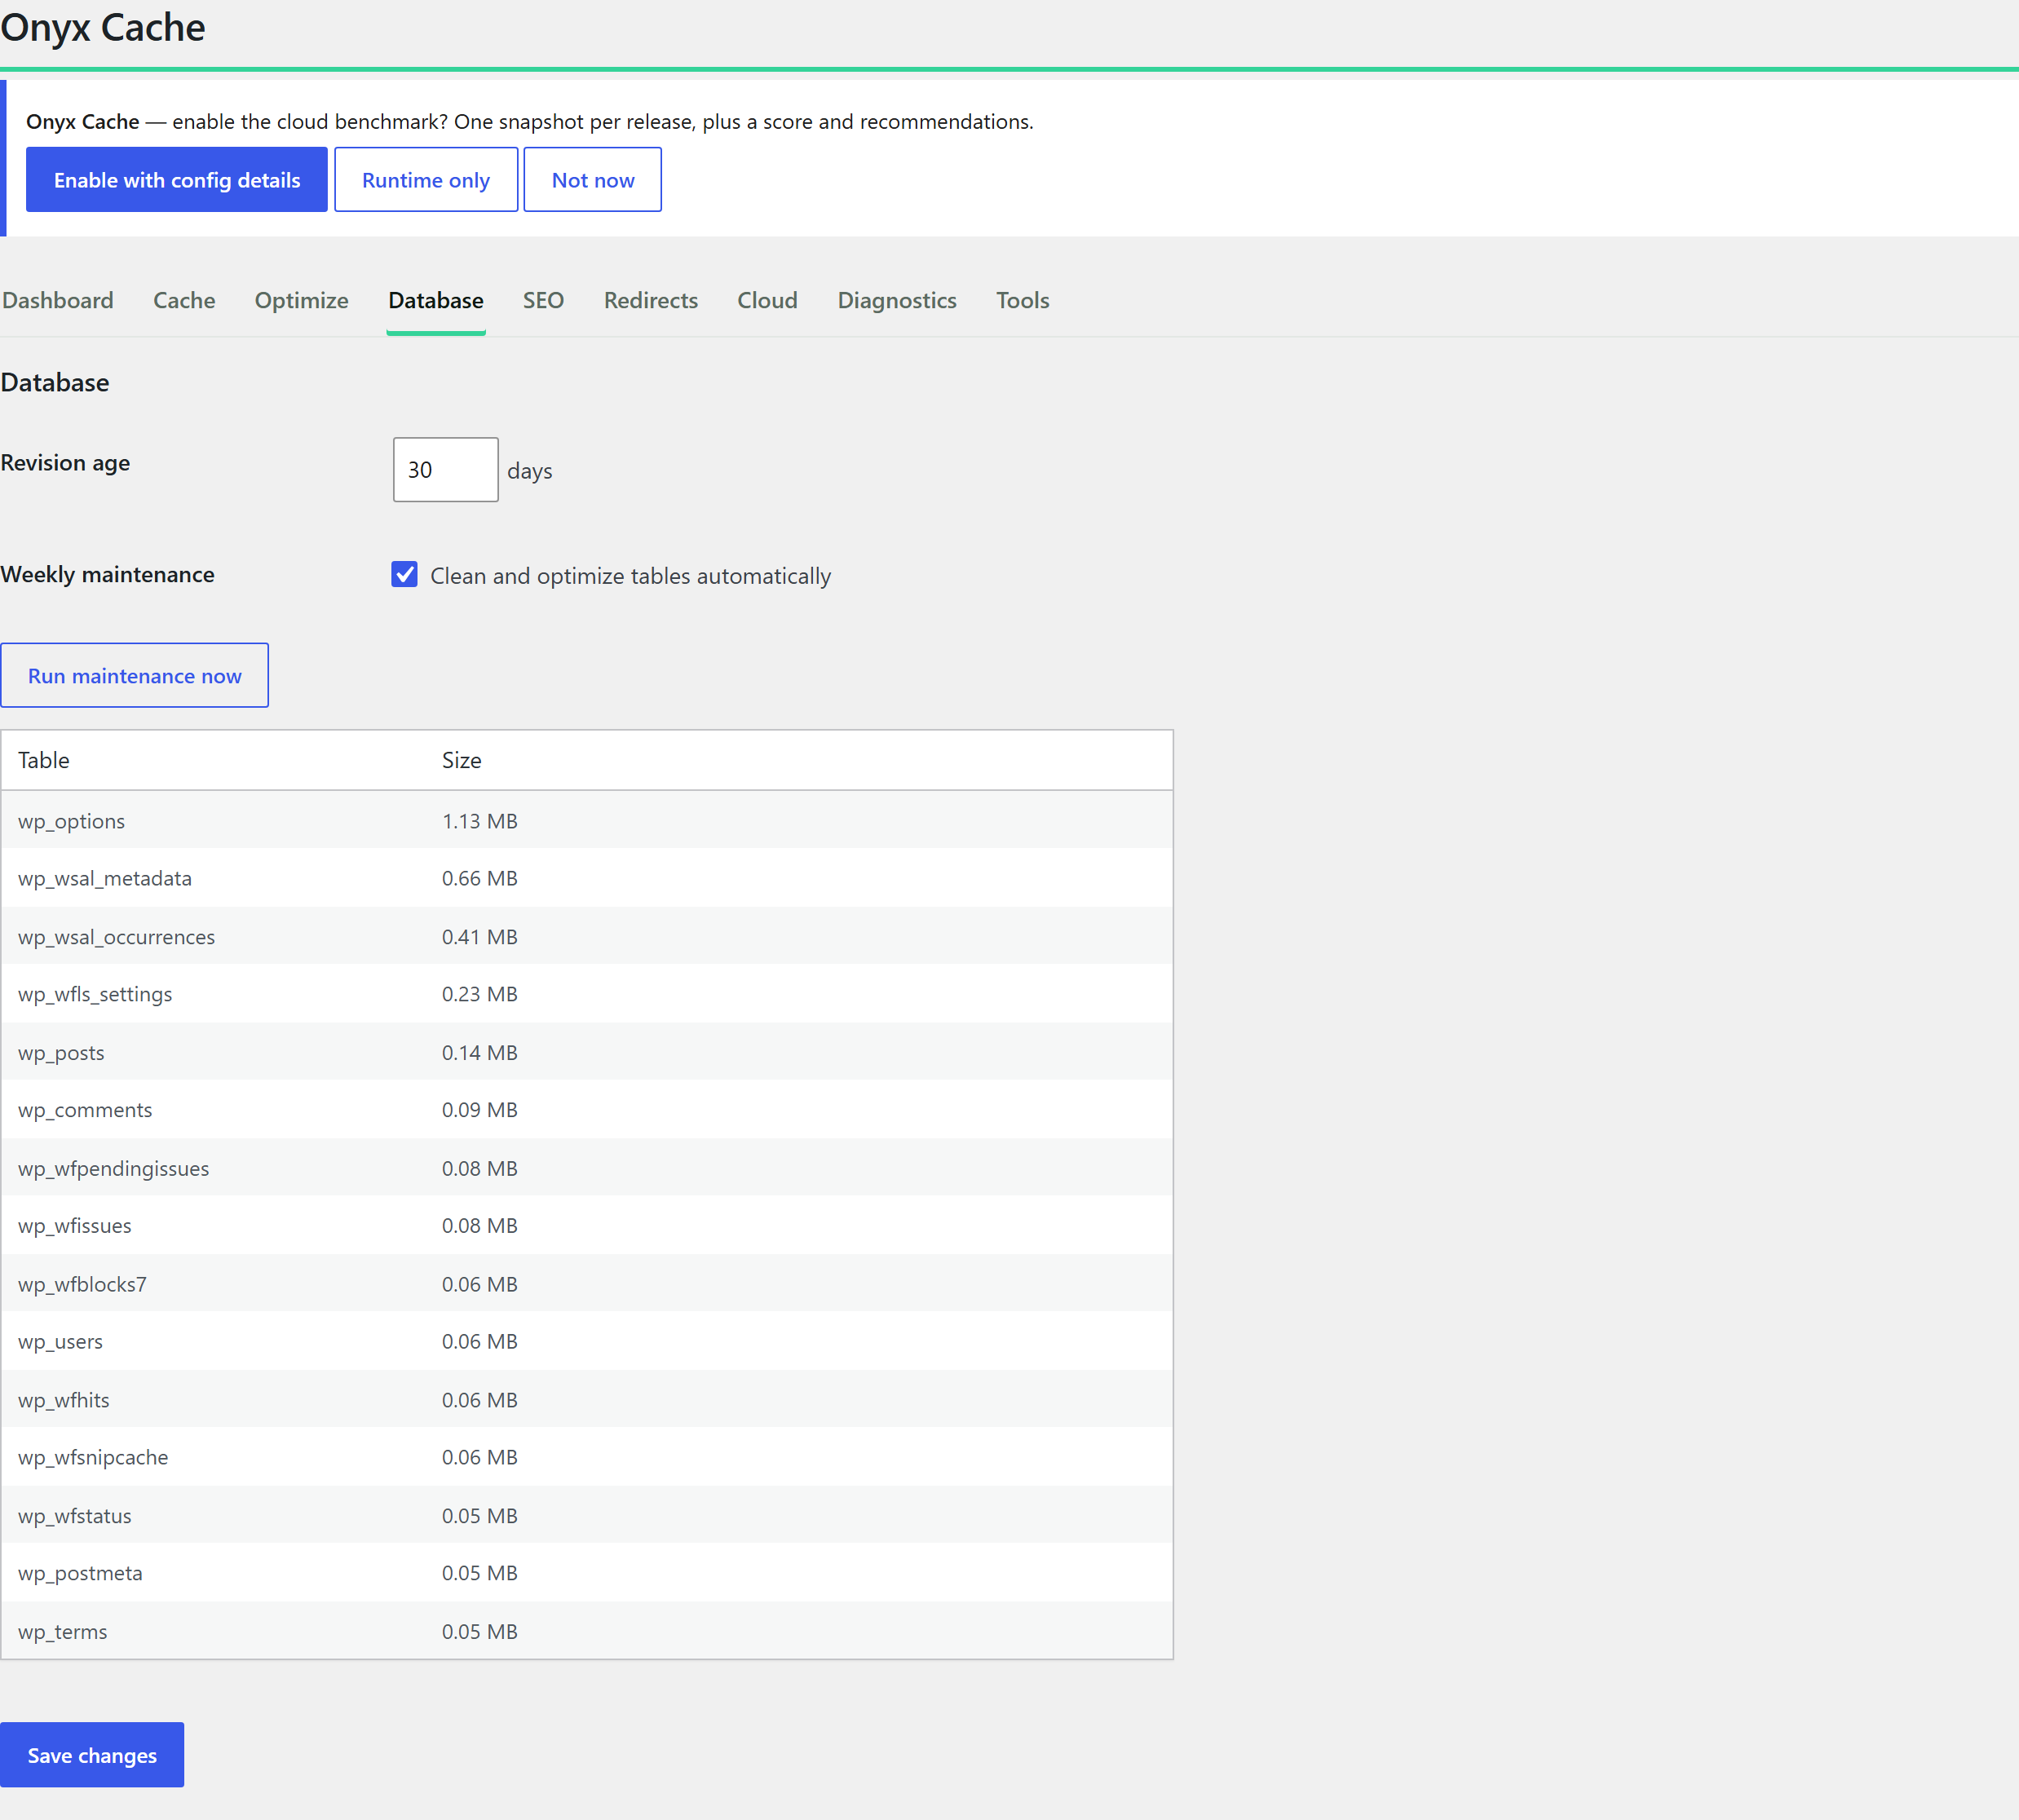 Onyx Cache
Onyx Cache — enable the cloud benchmark? One snapshot per release, plus a score and recommendations.
Enable with config details Runtime only Not now
Dashboard Cache Optimize Database SEO Redirects Cloud Diagnostics Tools
Database
Revision age 30 days
Weekly maintenance Clean and optimize tables automatically
Run maintenance now
Table Size
wp_options 1.13 MB
wp_wsal_metadata 0.66 MB
wp_wsal_occurrences 0.41 MB
wp_wfls_settings 0.23 MB
wp_posts 0.14 MB
wp_comments 0.09 MB
wp_wfpendingissues 0.08 MB
wp_wfissues 0.08 MB
wp_wfblocks7 0.06 MB
wp_users 0.06 MB
wp_wfhits 0.06 MB
wp_wfsnipcache 0.06 MB
wp_wfstatus 0.05 MB
wp_postmeta 0.05 MB
wp_terms 0.05 MB
Save changes